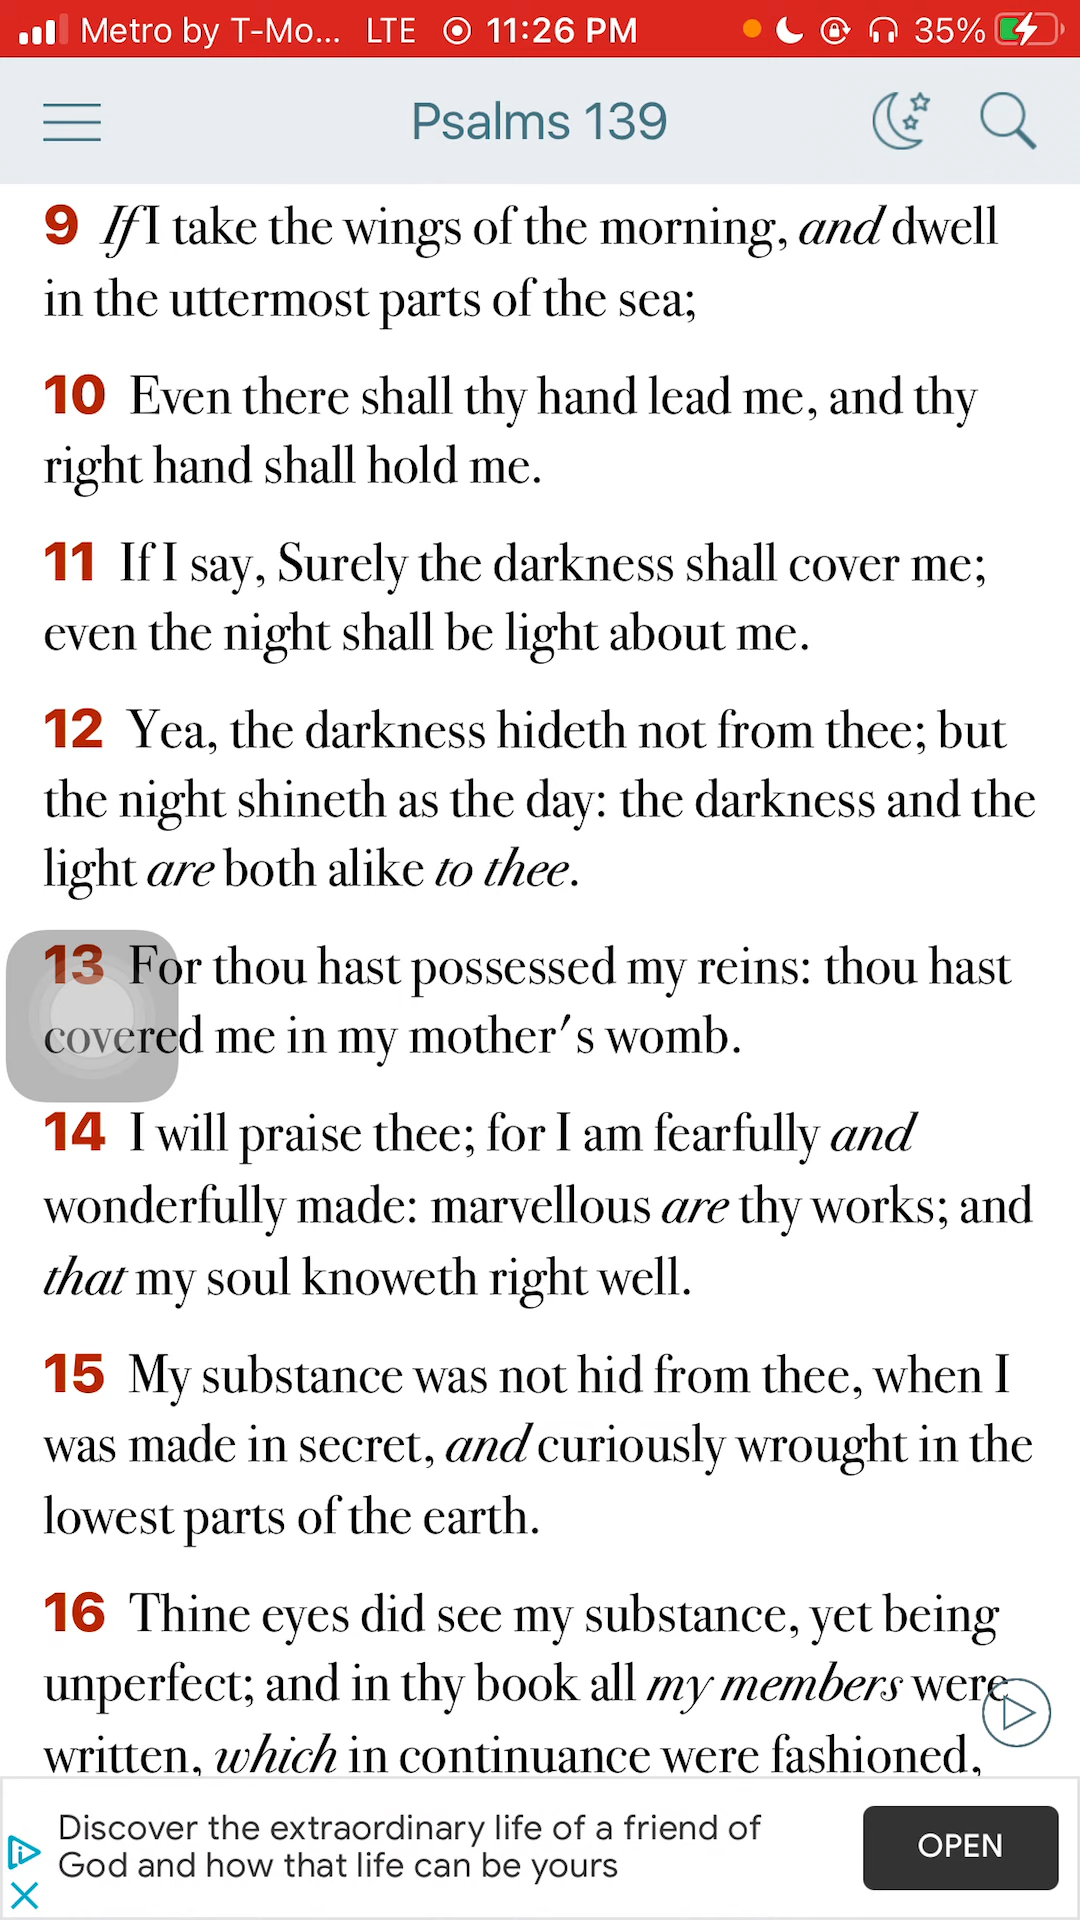 Metro by T-Mo... LTE 11:26 PM 35%
Psalms 139
9 If I take the wings of the morning, and dwell
in the uttermost parts of the sea;
10 Even there shall thy hand lead me, and thy
right hand shall hold me.
11 If I say, Surely the darkness shall cover me;
even the night shall be light about me.
12 Yea, the darkness hideth not from thee; but
the night shineth as the day: the darkness and the
light are both alike to thee.
13 For thou hast possessed my reins: thou hast
covered me in my mother's womb.
14 I will praise thee; for I am fearfully and
wonderfully made: marvellous are thy works; and
that my soul knoweth right well.
15 My substance was not hid from thee, when I
was made in secret, and curiously wrought in the
lowest parts of the earth.
16 Thine eyes did see my substance, yet being
unperfect; and in thy book all my members were
written, which in continuance were fashioned,
Discover the extraordinary life of a friend of
God and how that life can be yours
OPEN